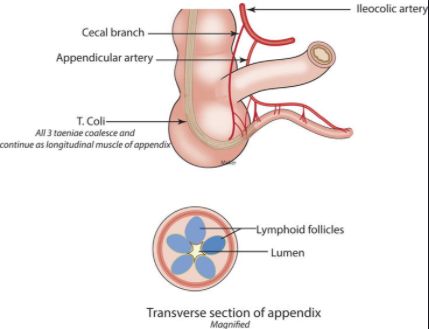 Ileocolic artery
Cecal branch
Appendicular artery
T. Coli
All 3 taeniae coalesce and
continue as longitudinal muscle of appendix
Lymphoid follicles
Lumen
Transverse section of appendix
Magnified